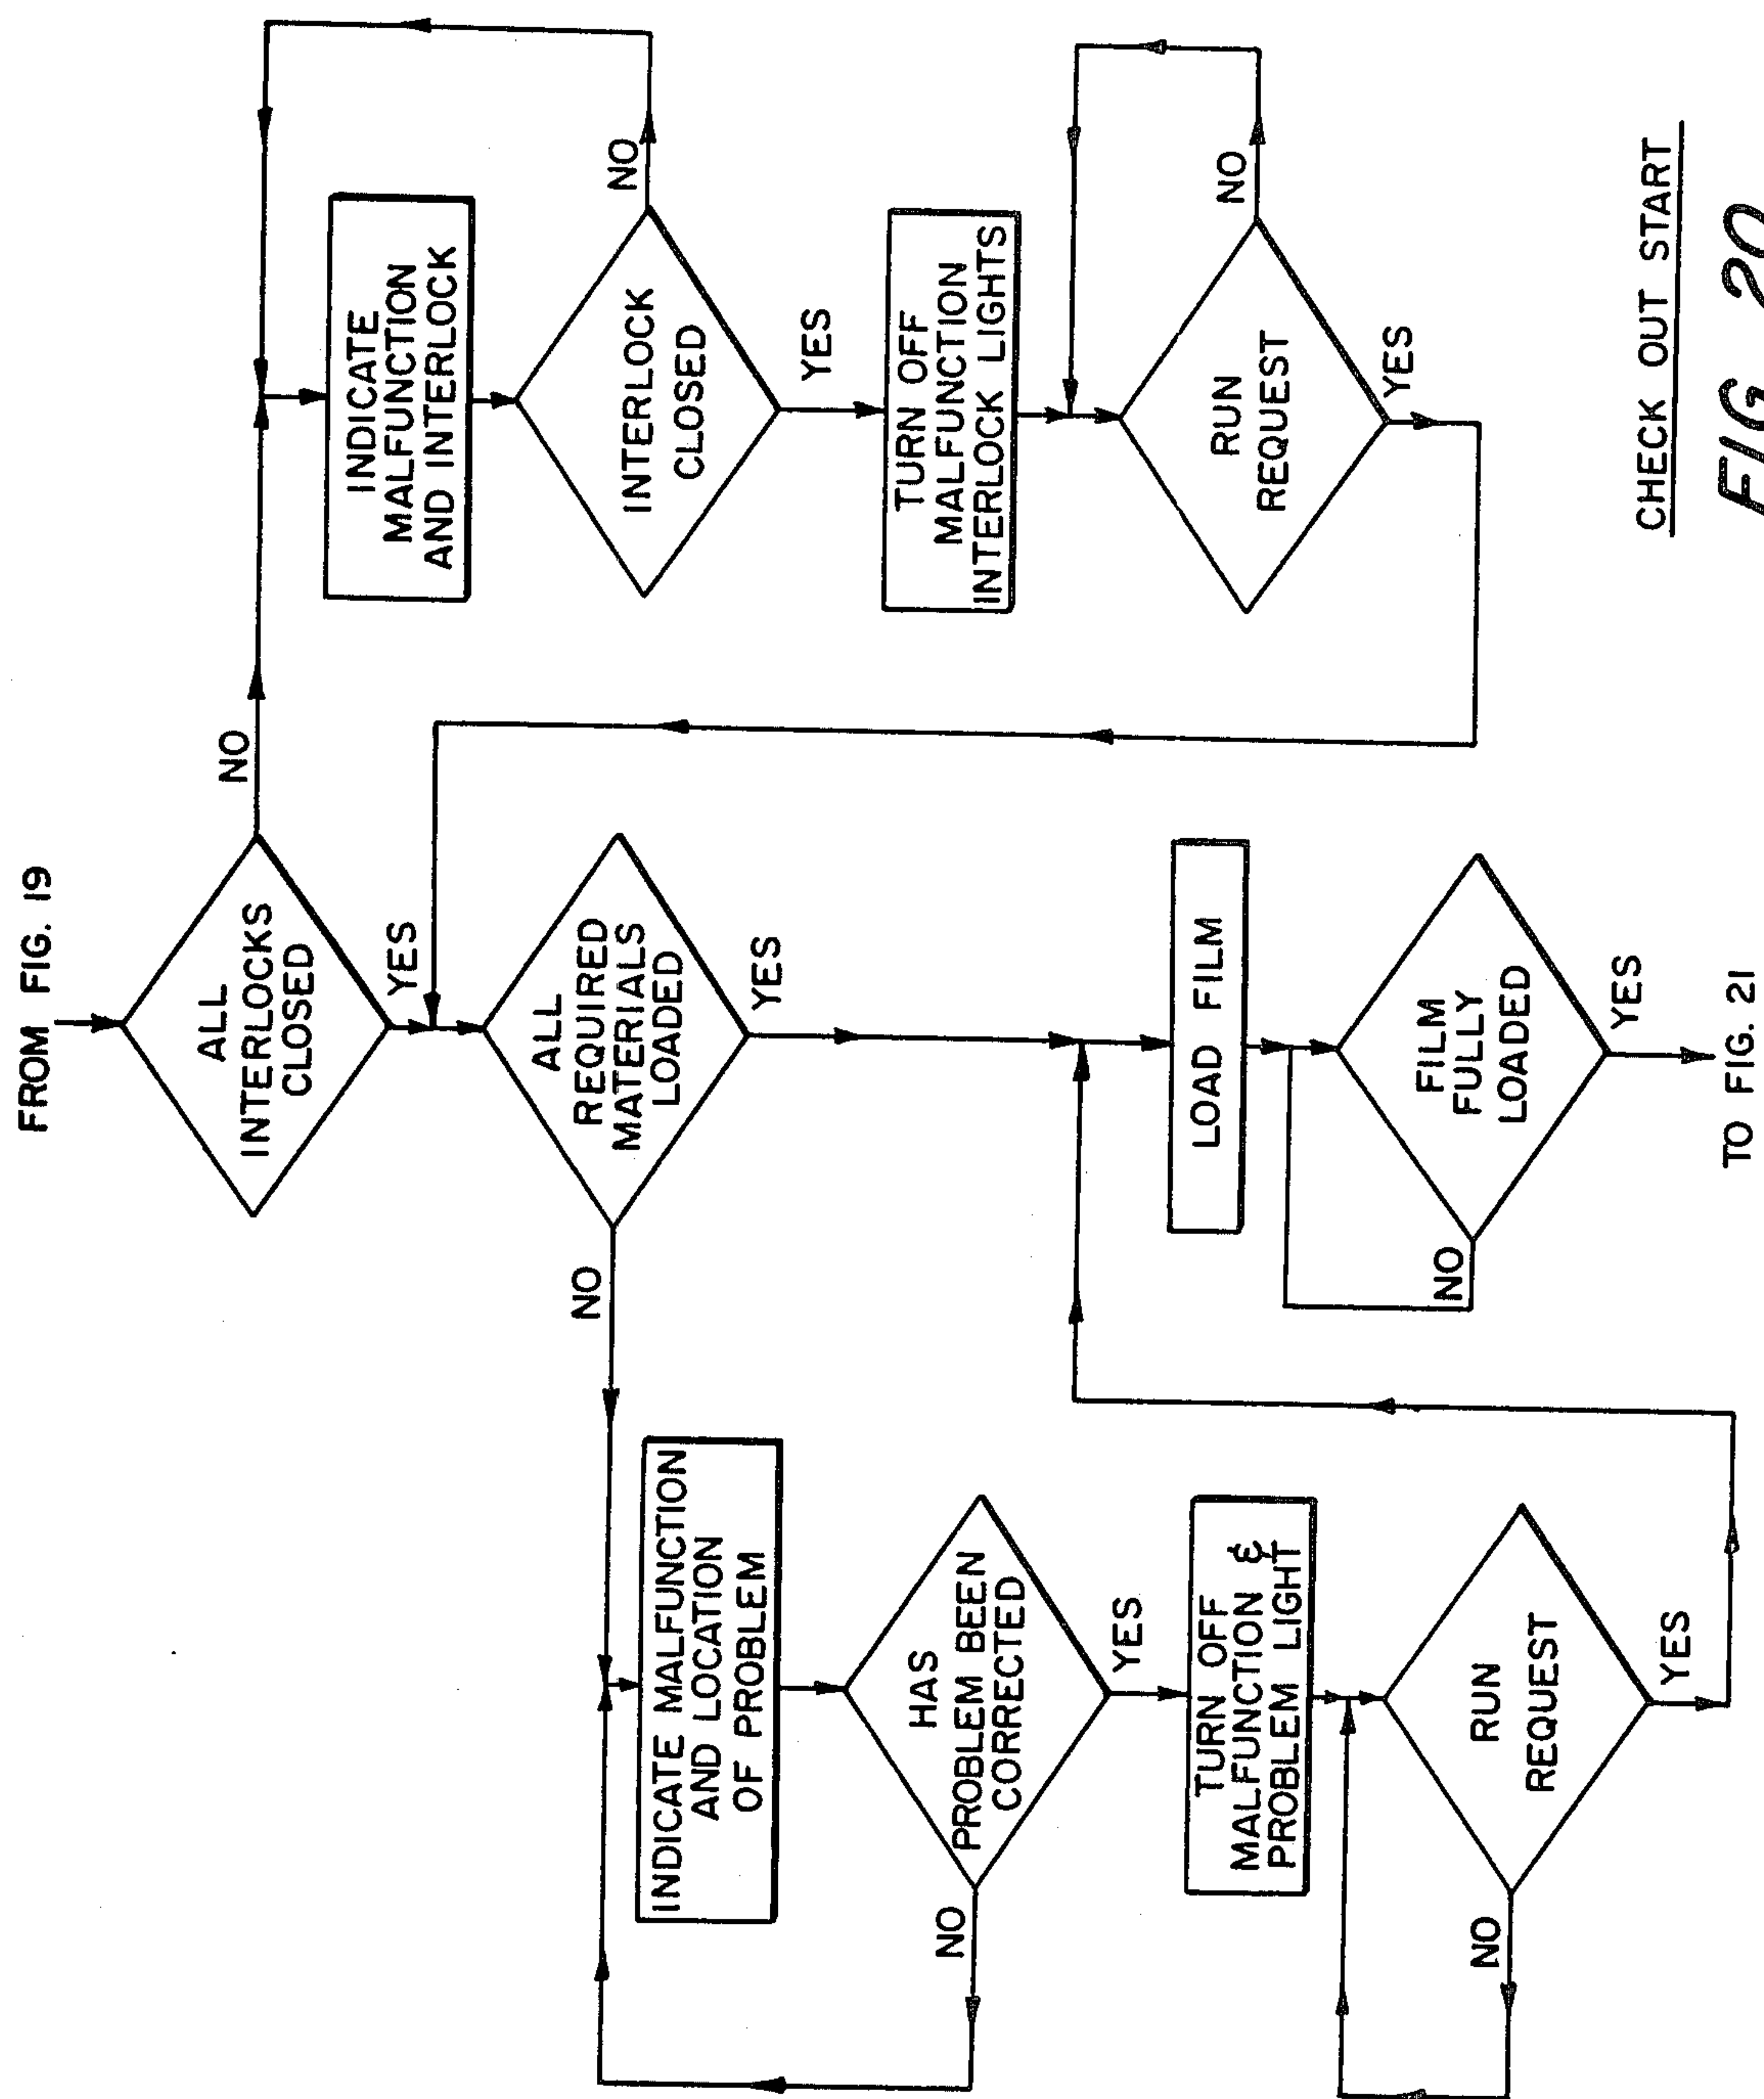 FROM FIG. 19
ALL
INTERLOCKS
CLOSED
NO
YES
INDICATE
MALFUNCTION
AND INTERLOCK
INTERLOCK
CLOSED
NO
YES
TURN OFF
MALFUNCTION
INTERLOCK LIGHTS
RUN
REQUEST
NO
YES
ALL
REQUIRED
MATERIALS
LOADED
NO
YES
INDICATE MALFUNCTION
AND LOCATION
OF PROBLEM
HAS
PROBLEM BEEN
CORRECTED
NO
YES
TURN OFF
MALFUNCTION &
PROBLEM LIGHT
RUN
REQUEST
NO
YES
LOAD FILM
FILM
FULLY
LOADED
NO
YES
TO FIG. 21
CHECK OUT START
FIG 20